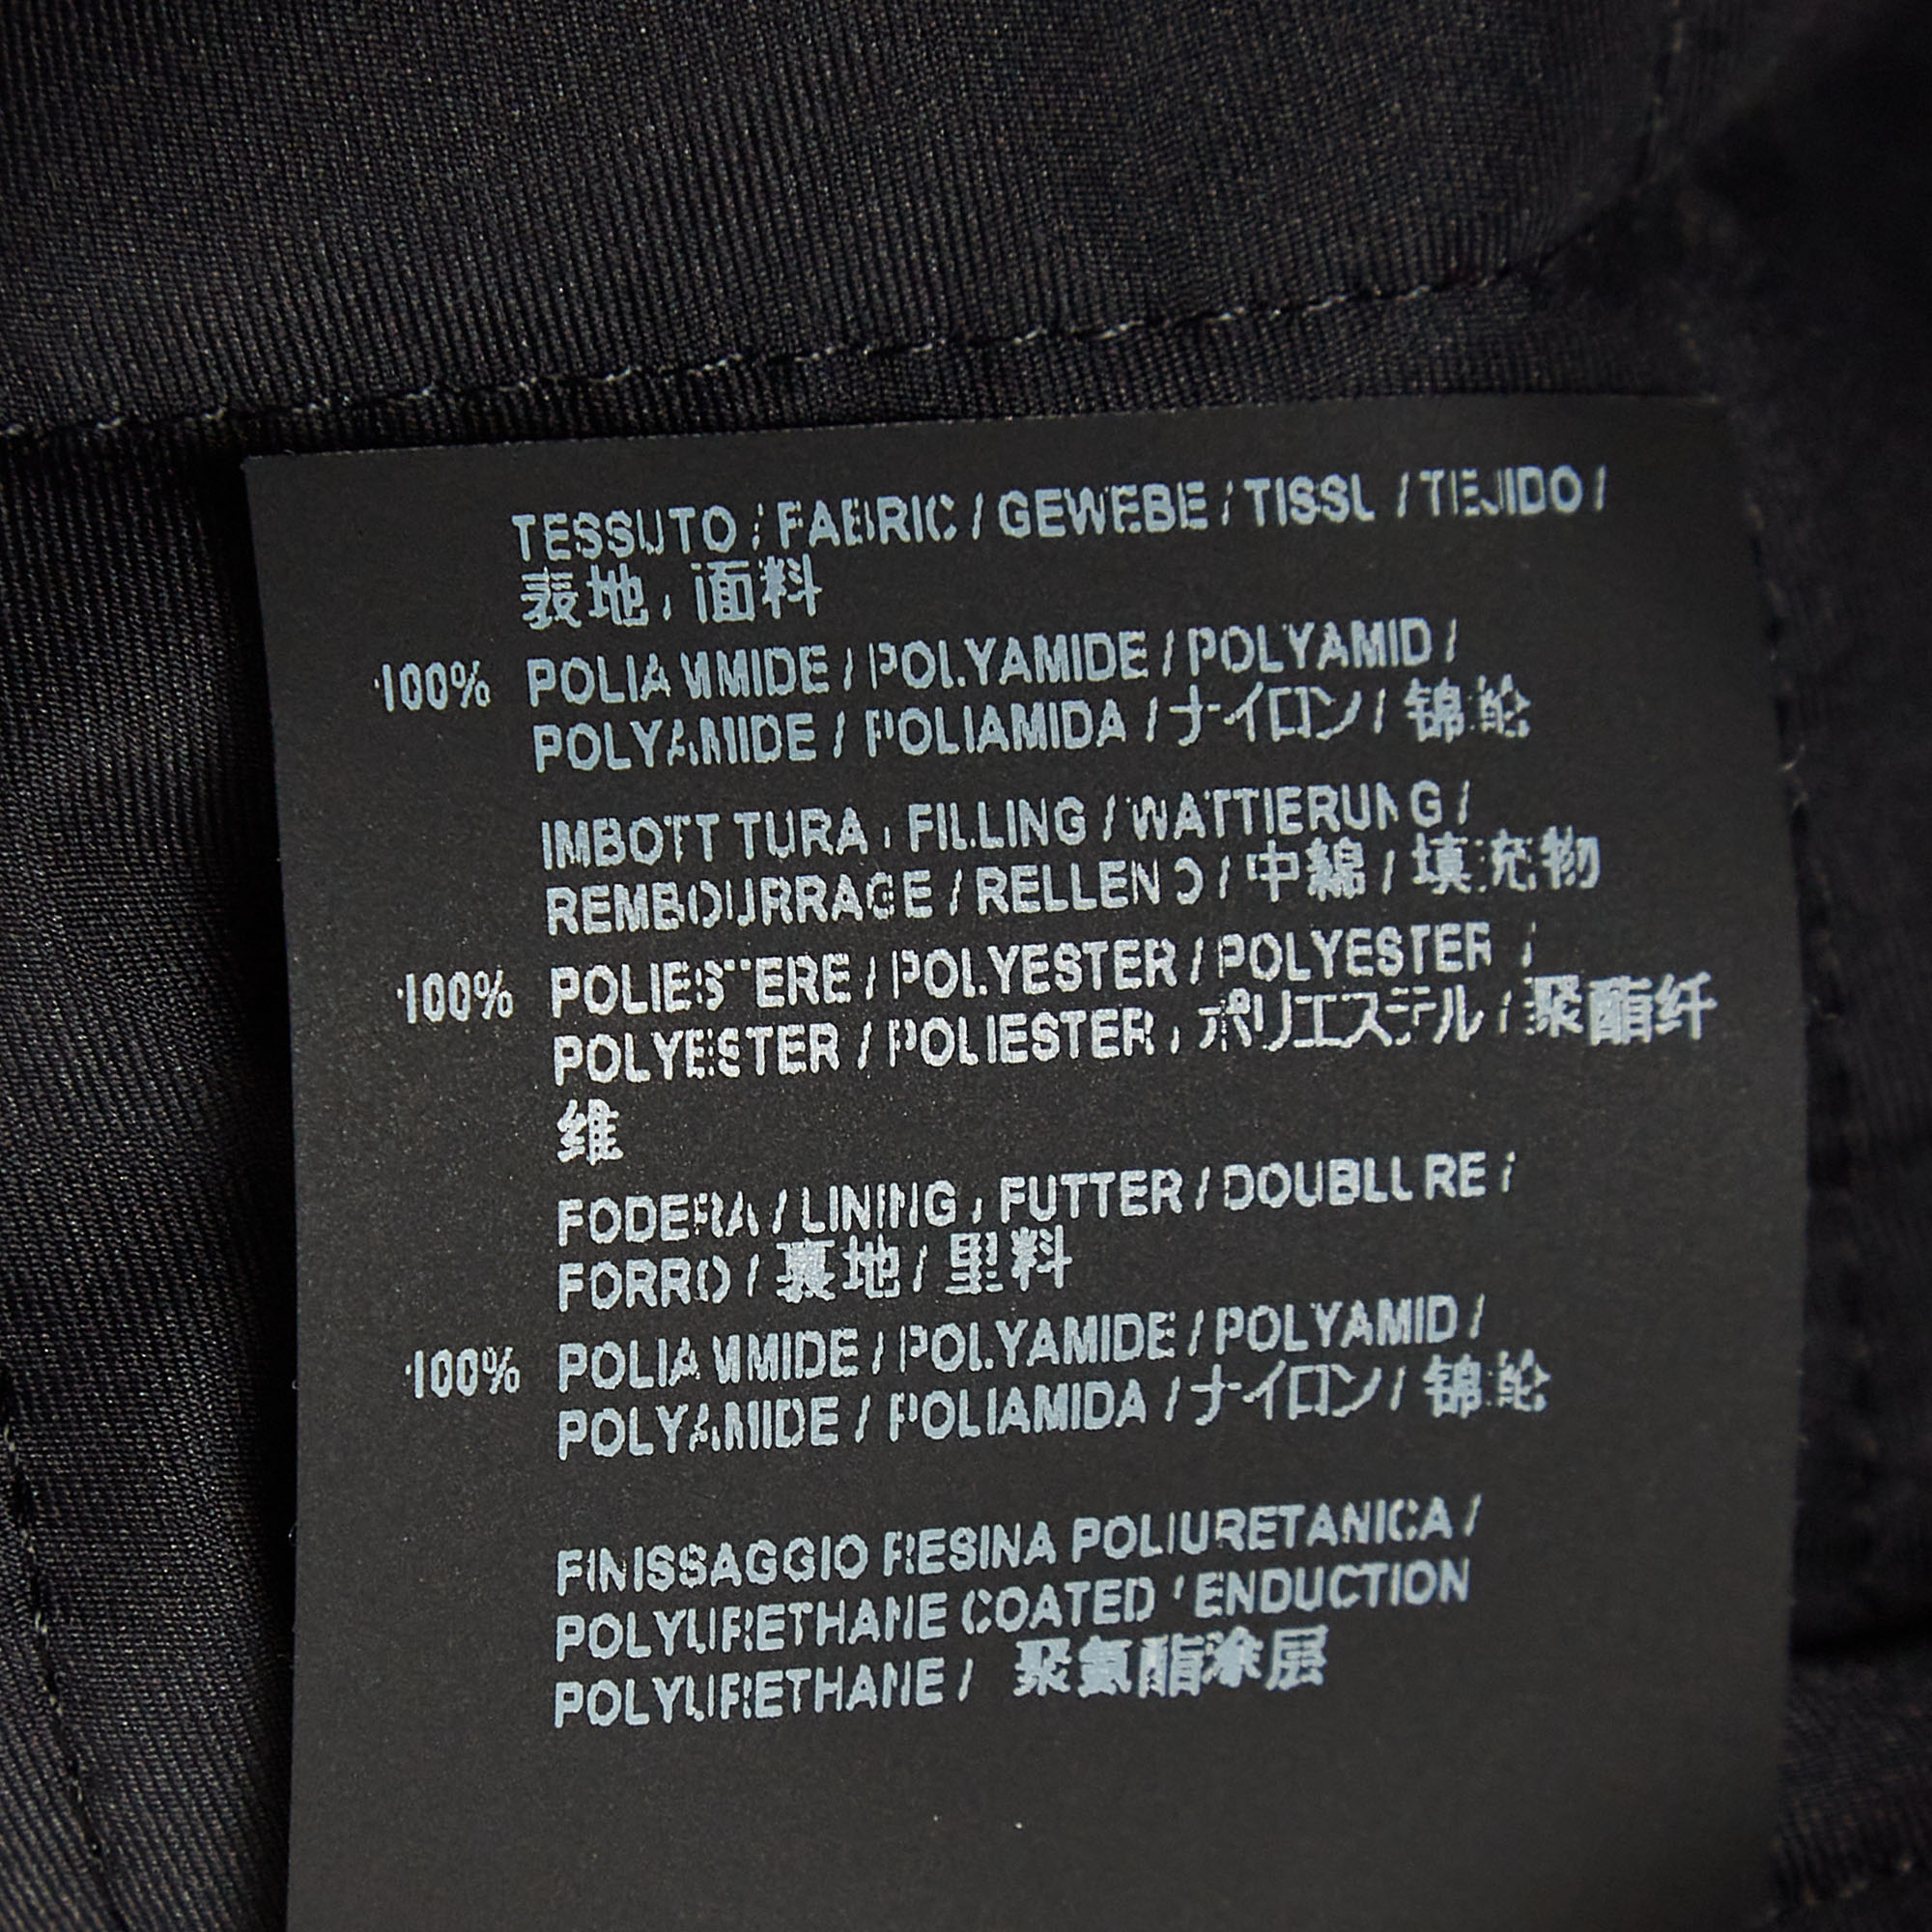 TESSUTO / FABRIC / GEWEBE / TISSU / TEJIDO /
表地 / 面料
100% POLIAMMIDE / POLYAMIDE / POLYAMID /
POLYAMIDE / POLIAMIDA / ナイロン / 锦纶
IMBOTTITURA / FILLING / WATTIERUNG /
REMBOURRAGE / RELLENO / 中綿 / 填充物
100% POLIESTERE / POLYESTER / POLYESTER /
POLYESTER / POLIESTER / ポリエステル / 聚酯纤
维
FODERA / LINING / FUTTER / DOUBLURE /
FORRO / 裏地 / 里料
100% POLIAMMIDE / POLYAMIDE / POLYAMID /
POLYAMIDE / POLIAMIDA / ナイロン / 锦纶
FINISSAGGIO RESINA POLIURETANICA /
POLYURETHANE COATED / ENDUCTION
POLYURETHANE / 聚氨酯涂层